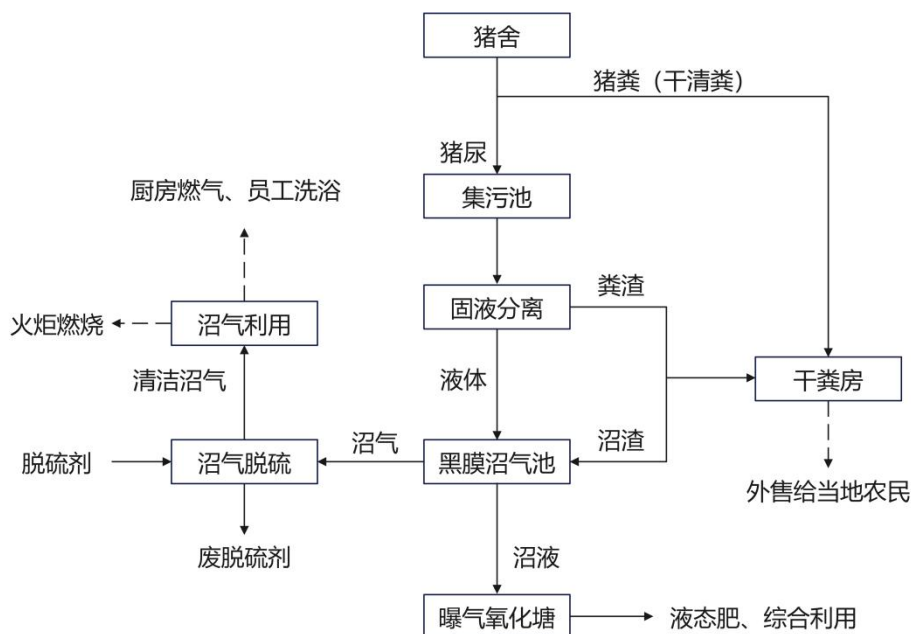 猪舍
猪粪（干清粪）
猪尿
厨房燃气、员工洗浴
集污池
固液分离
粪渣
火炬燃烧
沼气利用
清洁沼气
液体
干粪房
脱硫剂
沼气脱硫
沼气
黑膜沼气池
沼渣
外售给当地农民
废脱硫剂
沼液
曝气氧化塘
液态肥、综合利用